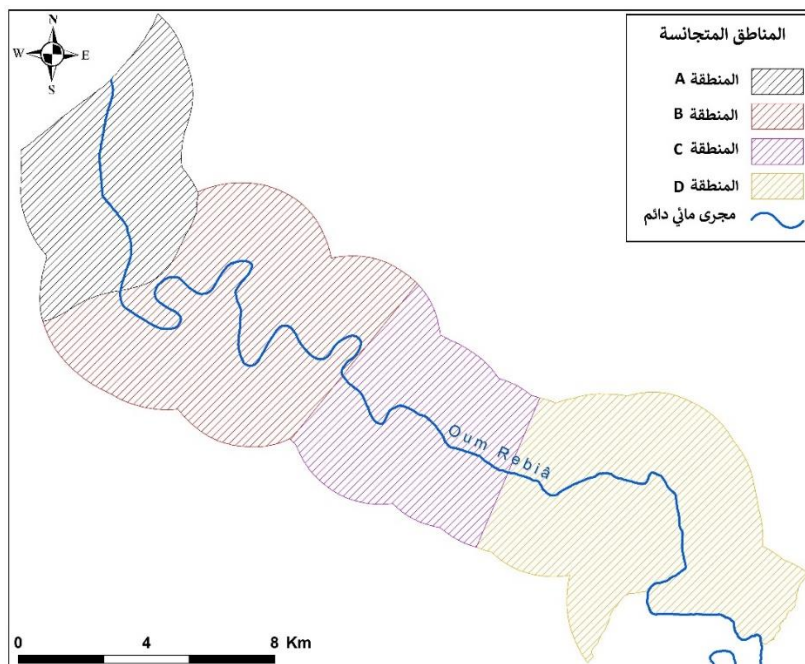 N
W E
S
المناطق المتجانسة
المنطقة A
المنطقة B
المنطقة C
المنطقة D
مجرى مائي دائم
Oum Rebiâ
0 4 8 Km